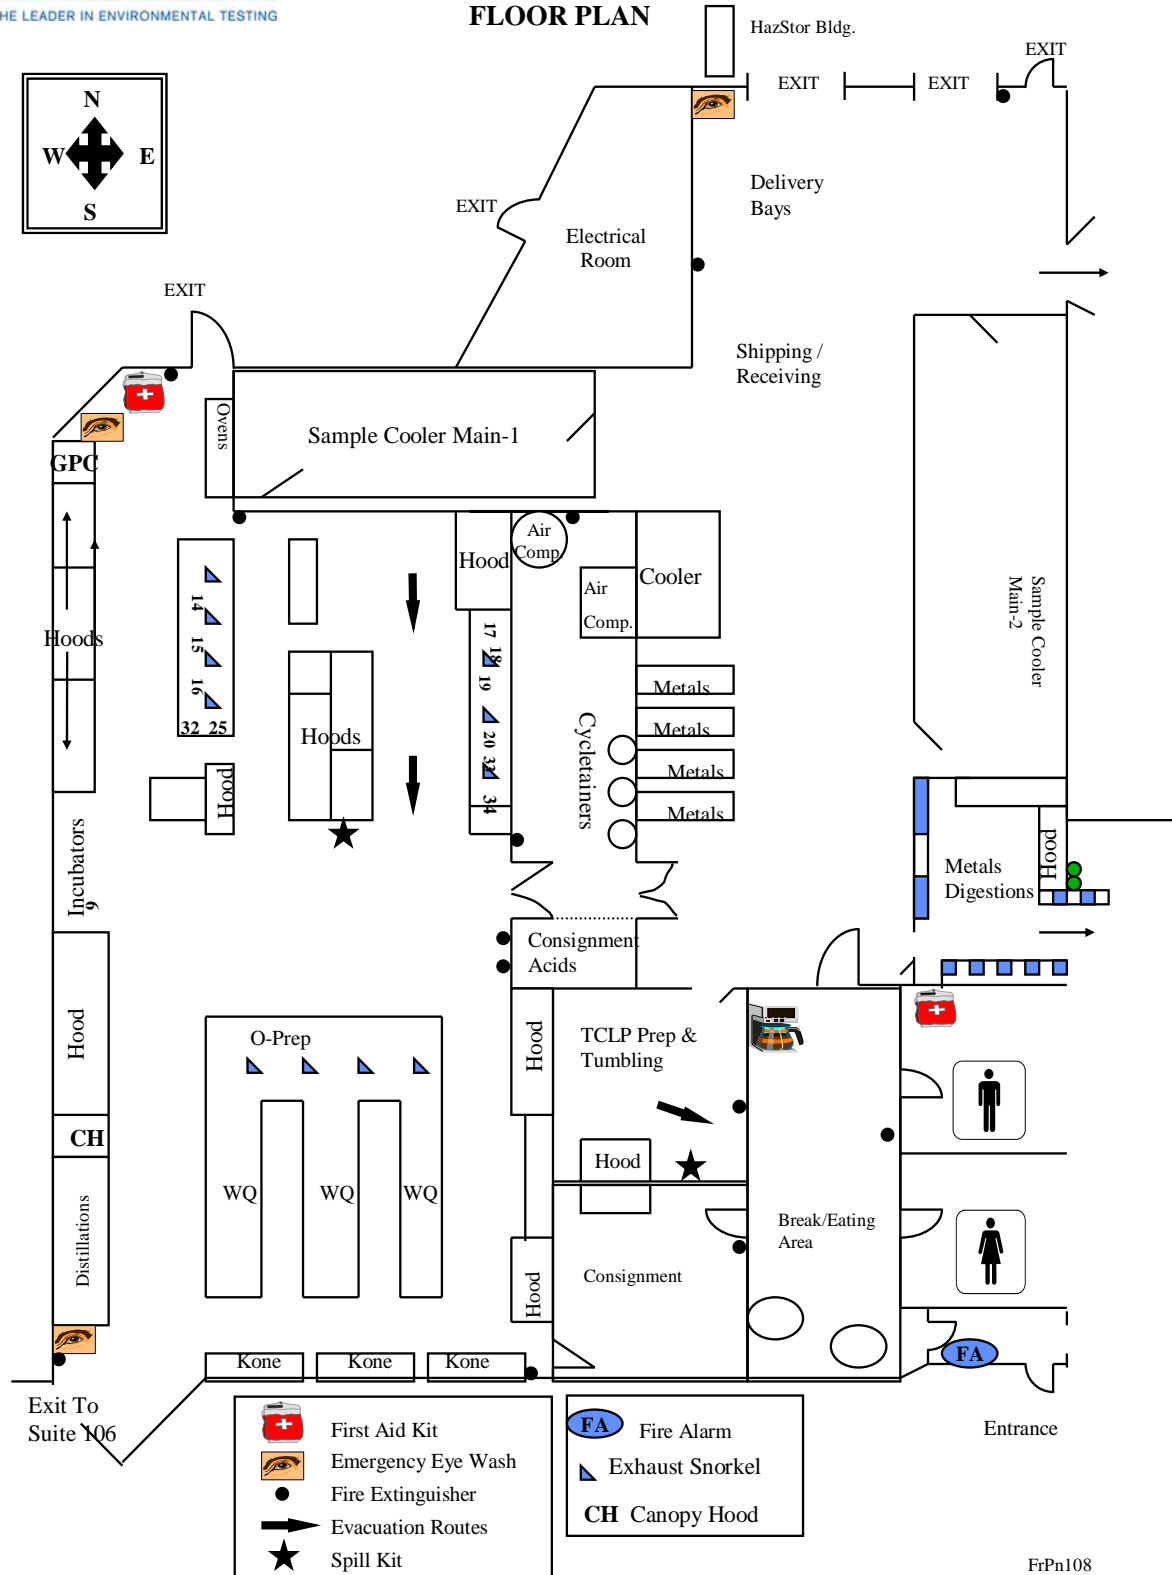 HE LEADER IN ENVIRONMENTAL TESTING
FLOOR PLAN
HazStor Bldg.
EXIT
EXIT
EXIT
N
W E
S
Delivery
Bays
EXIT
Electrical
Room
EXIT
Shipping /
Receiving
Ovens
Sample Cooler Main-1
GPC
Hood
Air
Comp.
Cooler
Air
Comp.
Sample Cooler
Main-2
Hoods
14
15
16
32 25
17 18
19
20 32
34
Hoods
Hood
Cycletainers
Metals
Metals
Metals
Metals
Incubators
9
Metals
Digestions
Hood
Consignment
Acids
Hood
O-Prep
Hood
TCLP Prep &
Tumbling
CH
Hood
WQ
WQ
WQ
Distillations
Break/Eating
Area
Consignment
Hood
Kone
Kone
Kone
FA
Exit To
Suite 106
Entrance
First Aid Kit
Emergency Eye Wash
Fire Extinguisher
Evacuation Routes
Spill Kit
FA Fire Alarm
Exhaust Snorkel
CH Canopy Hood
FrPn108